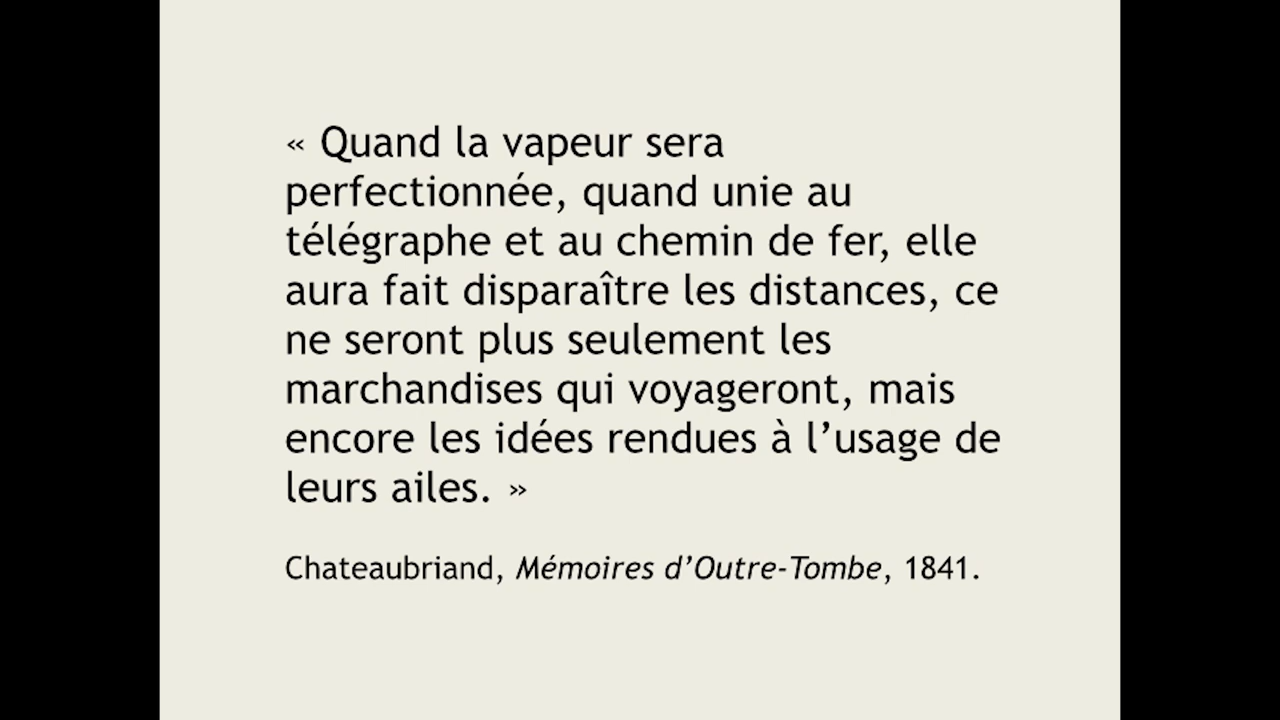 « Quand la vapeur sera
perfectionnée, quand unie au
télégraphe et au chemin de fer, elle
aura fait disparaître les distances, ce
ne seront plus seulement les
marchandises qui voyageront, mais
encore les idées rendues à l’usage de
leurs ailes. »
Chateaubriand, Mémoires d’Outre-Tombe, 1841.